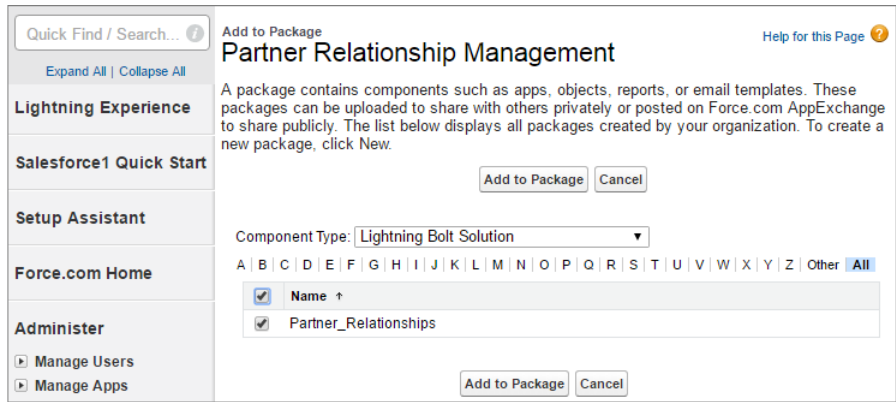 Quick Find / Search...
Expand All | Collapse All
Lightning Experience
Salesforce1 Quick Start
Setup Assistant
Force.com Home
Administer
Manage Users
Manage Apps
Add to Package
Partner Relationship Management
Help for this Page
A package contains components such as apps, objects, reports, or email templates. These
packages can be uploaded to share with others privately or posted on Force.com AppExchange
to share publicly. The list below displays all packages created by your organization. To create a
new package, click New.
Add to Package Cancel
Component Type: Lightning Bolt Solution
A | B | C | D | E | F | G | H | I | J | K | L | M | N | O | P | Q | R | S | T | U | V | W | X | Y | Z | Other | All
Name ↑
Partner_Relationships
Add to Package Cancel